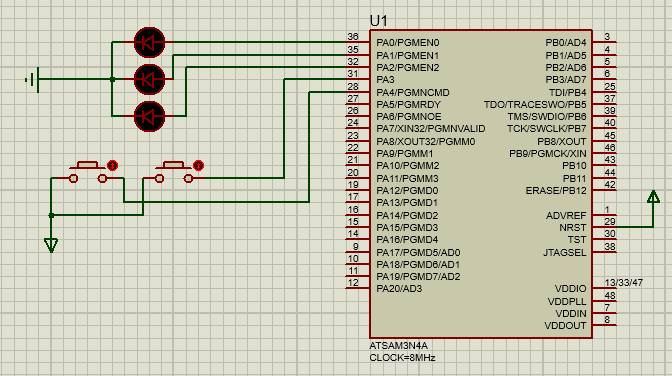 U1
36 PA0/PGMEN0 PB0/AD4 3
35 PA1/PGMEN1 PB1/AD5 4
32 PA2/PGMEN2 PB2/AD6 5
31 PA3 PB3/AD7 6
28 PA4/PGMNCMD TDI/PB4 25
27 PA5/PGMRDY TDO/TRACESWO/PB5 37
26 PA6/PGMNOE TMS/SWDIO/PB6 39
24 PA7/XIN32/PGMNVALID TCK/SWCLK/PB7 40
23 PA8/XOUT32/PGMM0 PB8/XOUT 45
22 PA9/PGMM1 PB9/PGMCK/XIN 46
21 PA10/PGMM2 PB10 43
20 PA11/PGMM3 PB11 44
19 PA12/PGMD0 ERASE/PB12 42
17 PA13/PGMD1
16 PA14/PGMD2 ADVREF 1
15 PA15/PGMD3 NRST 29
14 PA16/PGMD4 TST 30
9 PA17/PGMD5/AD0 JTAGSEL 38
10 PA18/PGMD6/AD1
11 PA19/PGMD7/AD2
12 PA20/AD3 VDDIO 13/33/47
VDDPLL 48
VDDIN 7
VDDOUT 8
ATSAM3N4A
CLOCK=8MHz